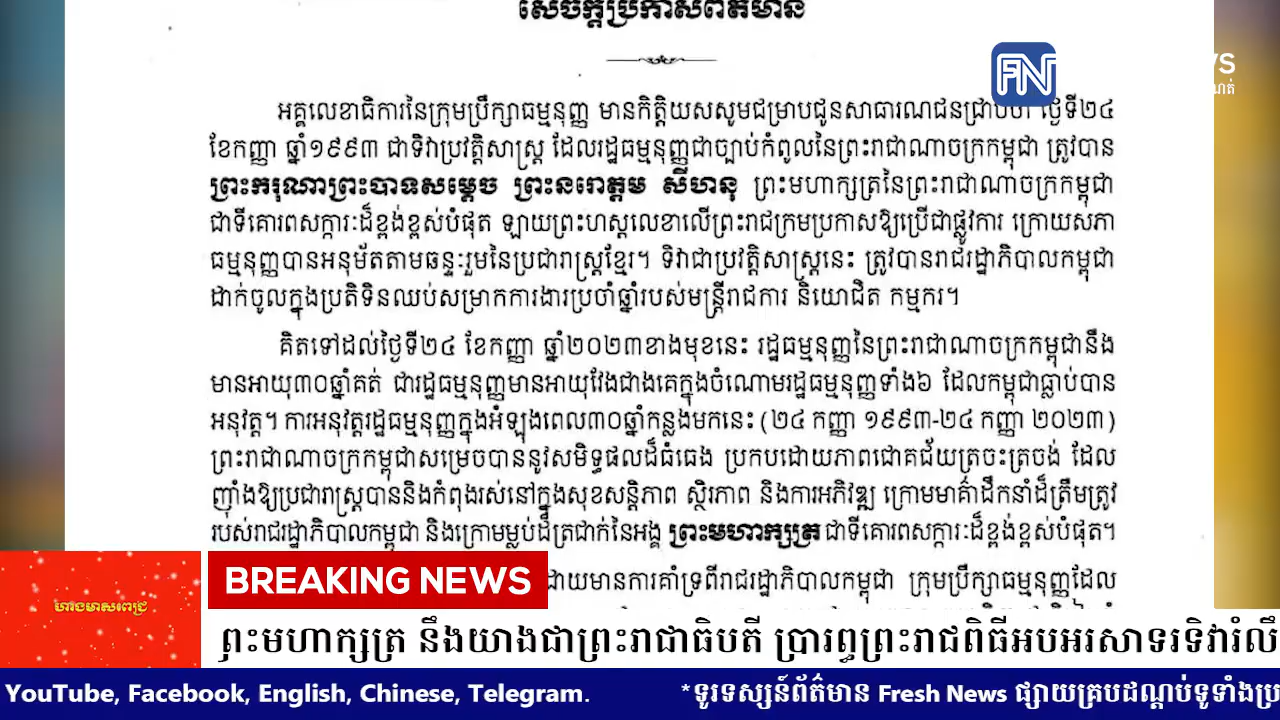 សេចក្តីប្រកាសព័ត៌មាន
FN
អគ្គលេខាធិការនៃក្រុមប្រឹក្សាធម្មនុញ្ញ មានកិត្តិយសសូមជម្រាបជូនសាធារណជនជ្រាបថា ថ្ងៃទី២៤
ខែកញ្ញា ឆ្នាំ១៩៩៣ ជាទិវាប្រវត្តិសាស្ត្រ ដែលរដ្ឋធម្មនុញ្ញជាច្បាប់កំពូលនៃព្រះរាជាណាចក្រកម្ពុជា ត្រូវបាន
ព្រះករុណាព្រះបាទសម្តេច ព្រះនរោត្តម សីហនុ ព្រះមហាក្សត្រនៃព្រះរាជាណាចក្រកម្ពុជា
ជាទីគោរពសក្ការៈដ៏ខ្ពង់ខ្ពស់បំផុត ឡាយព្រះហស្តលេខាលើព្រះរាជក្រមប្រកាសឱ្យប្រើជាផ្លូវការ ក្រោយសភា
ធម្មនុញ្ញបានអនុម័តតាមឆន្ទៈរួមនៃប្រជារាស្ត្រខ្មែរ។ ទិវាជាប្រវត្តិសាស្ត្រនេះ ត្រូវបានរាជរដ្ឋាភិបាលកម្ពុជា
ដាក់ចូលក្នុងប្រតិទិនឈប់សម្រាកការងារប្រចាំឆ្នាំរបស់មន្ត្រីរាជការ និយោជិត កម្មករ។
គិតទៅដល់ថ្ងៃទី២៤ ខែកញ្ញា ឆ្នាំ២០២៣ខាងមុខនេះ រដ្ឋធម្មនុញ្ញនៃព្រះរាជាណាចក្រកម្ពុជានឹង
មានអាយុ៣០ឆ្នាំគត់ ជារដ្ឋធម្មនុញ្ញមានអាយុវែងជាងគេក្នុងចំណោមរដ្ឋធម្មនុញ្ញទាំង៦ ដែលកម្ពុជាធ្លាប់បាន
អនុវត្ត។ ការអនុវត្តរដ្ឋធម្មនុញ្ញក្នុងអំឡុងពេល៣០ឆ្នាំកន្លងមកនេះ (២៤ កញ្ញា ១៩៩៣-២៤ កញ្ញា ២០២៣)
ព្រះរាជាណាចក្រកម្ពុជាសម្រេចបាននូវសមិទ្ធផលដ៏ធំធេង ប្រកបដោយភាពជោគជ័យត្រចះត្រចង់ ដែល
ញ៉ាំងឱ្យប្រជារាស្ត្របាននិងកំពុងរស់នៅក្នុងសុខសន្តិភាព ស្ថិរភាព និងការអភិវឌ្ឍ ក្រោមមាគ៌ាដឹកនាំដ៏ត្រឹមត្រូវ
របស់រាជរដ្ឋាភិបាលកម្ពុជា និងក្រោមម្លប់ដ៏ត្រជាក់នៃអង្គ ព្រះមហាក្សត្រ ជាទីគោរពសក្ការៈដ៏ខ្ពង់ខ្ពស់បំផុត។
ដោយមានការគាំទ្រពីរាជរដ្ឋាភិបាលកម្ពុជា ក្រុមប្រឹក្សាធម្មនុញ្ញដែល
BREAKING NEWS
ហាងមាសពេជ្រ
ព្រះមហាក្សត្រ នឹងយាងជាព្រះរាជាធិបតី ប្រារព្ធព្រះរាជពិធីអបអរសាទរទិវារំលឹ
YouTube, Facebook, English, Chinese, Telegram. *ទូរទស្សន៍ព័ត៌មាន Fresh News ផ្សាយគ្របដណ្តប់ទូទាំងប្រ